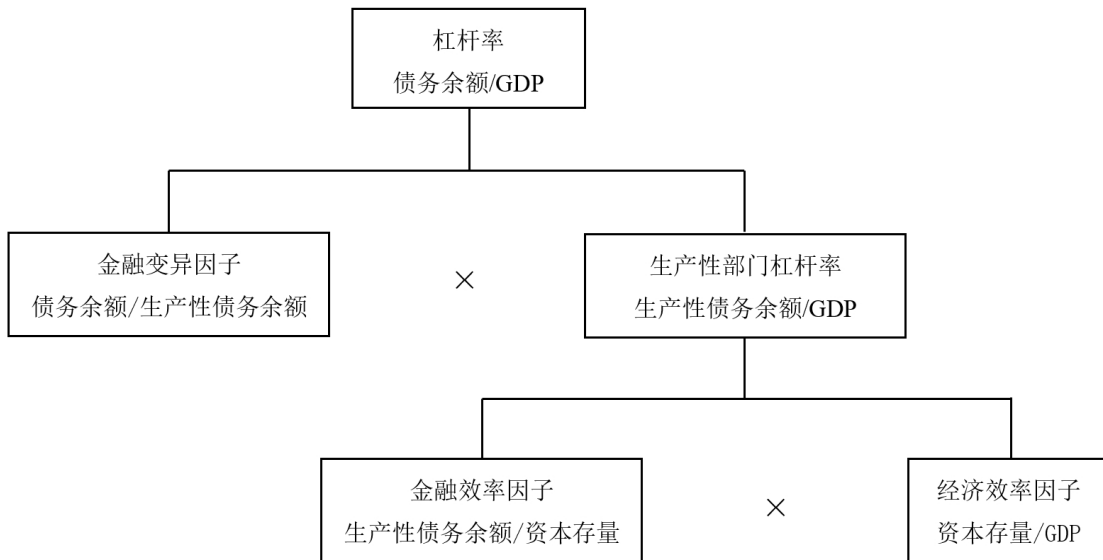 杠杆率
债务余额/GDP
金融变异因子
债务余额/生产性债务余额
×
生产性部门杠杆率
生产性债务余额/GDP
金融效率因子
生产性债务余额/资本存量
×
经济效率因子
资本存量/GDP